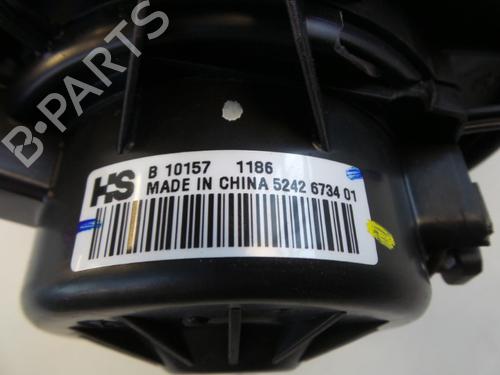 B-PARTS
HS B 10157 1186
MADE IN CHINA 5242 6734 01